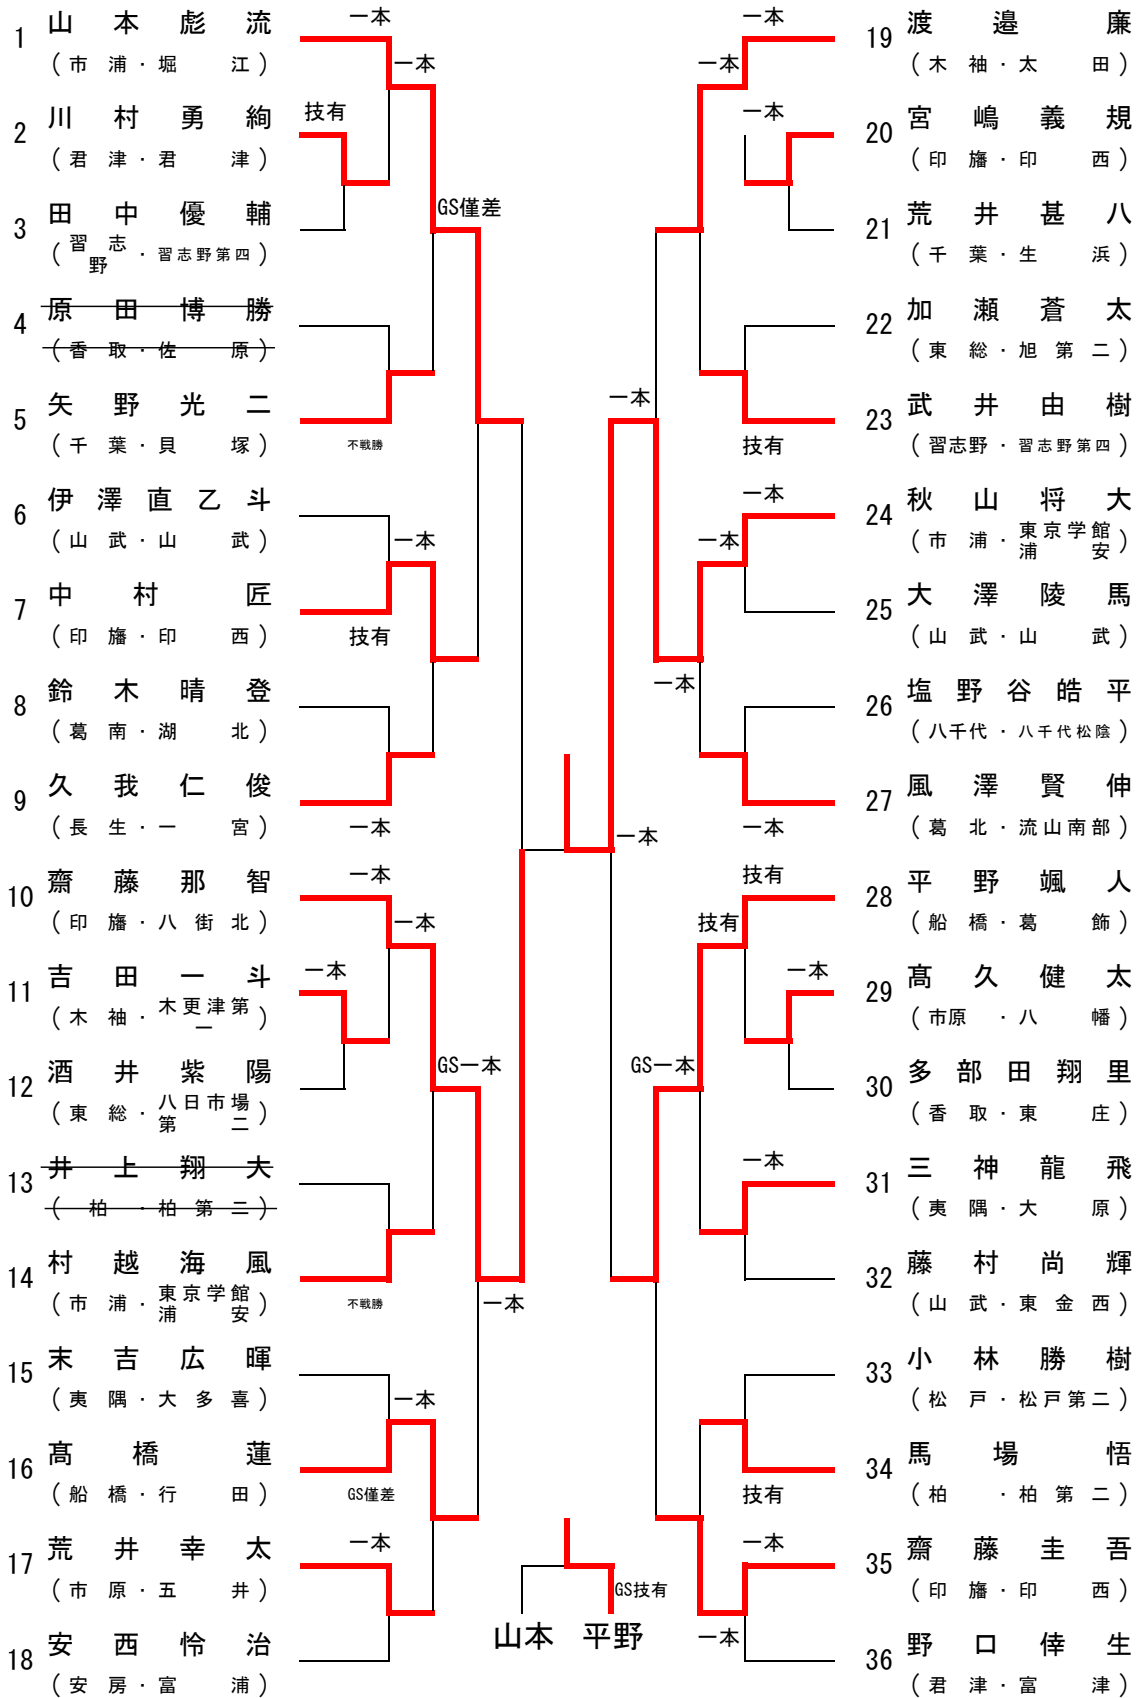 1 山本彪流
(市浦・堀江)
一本
2 川村勇絢
(君津・君津)
技有
一本
3 田中優輔
(習志野・習志野第四)
GS僅差
4 原田博勝
(香取・佐原)
5 矢野光二
(千葉・貝塚)
不戦勝
6 伊澤直乙斗
(山武・山武)
一本
7 中村匠
(印旛・印西)
技有
8 鈴木晴登
(葛南・湖北)
9 久我仁俊
(長生・一宮)
一本
10 齋藤那智
(印旛・八街北)
一本
一本
11 吉田一斗
(木袖・木更津第一)
一本
12 酒井紫陽
(東総・八日市場第二)
GS一本
13 井上翔大
(柏・柏第二)
14 村越海風
(市浦・東京学館浦安)
不戦勝
一本
15 末吉広暉
(夷隅・大多喜)
一本
16 髙橋蓮
(船橋・行田)
GS僅差
17 荒井幸太
(市原・五井)
一本
18 安西怜治
(安房・富浦)
一本
19 渡邉廉
(木袖・太田)
一本
一本
20 宮嶋義規
(印旛・印西)
一本
21 荒井甚八
(千葉・生浜)
22 加瀬蒼太
(東総・旭第二)
一本
23 武井由樹
(習志野・習志野第四)
技有
24 秋山将大
(市浦・東京学館浦安)
一本
一本
25 大澤陵馬
(山武・山武)
一本
26 塩野谷皓平
(八千代・八千代松陰)
27 風澤賢伸
(葛北・流山南部)
一本
28 平野颯人
(船橋・葛飾)
技有
技有
29 髙久健太
(市原・八幡)
一本
30 多部田翔里
(香取・東庄)
GS一本
31 三神龍飛
(夷隅・大原)
一本
32 藤村尚輝
(山武・東金西)
33 小林勝樹
(松戸・松戸第二)
34 馬場悟
(柏・柏第二)
技有
35 齋藤圭吾
(印旛・印西)
一本
一本
36 野口倖生
(君津・富津)
GS技有
山本 平野